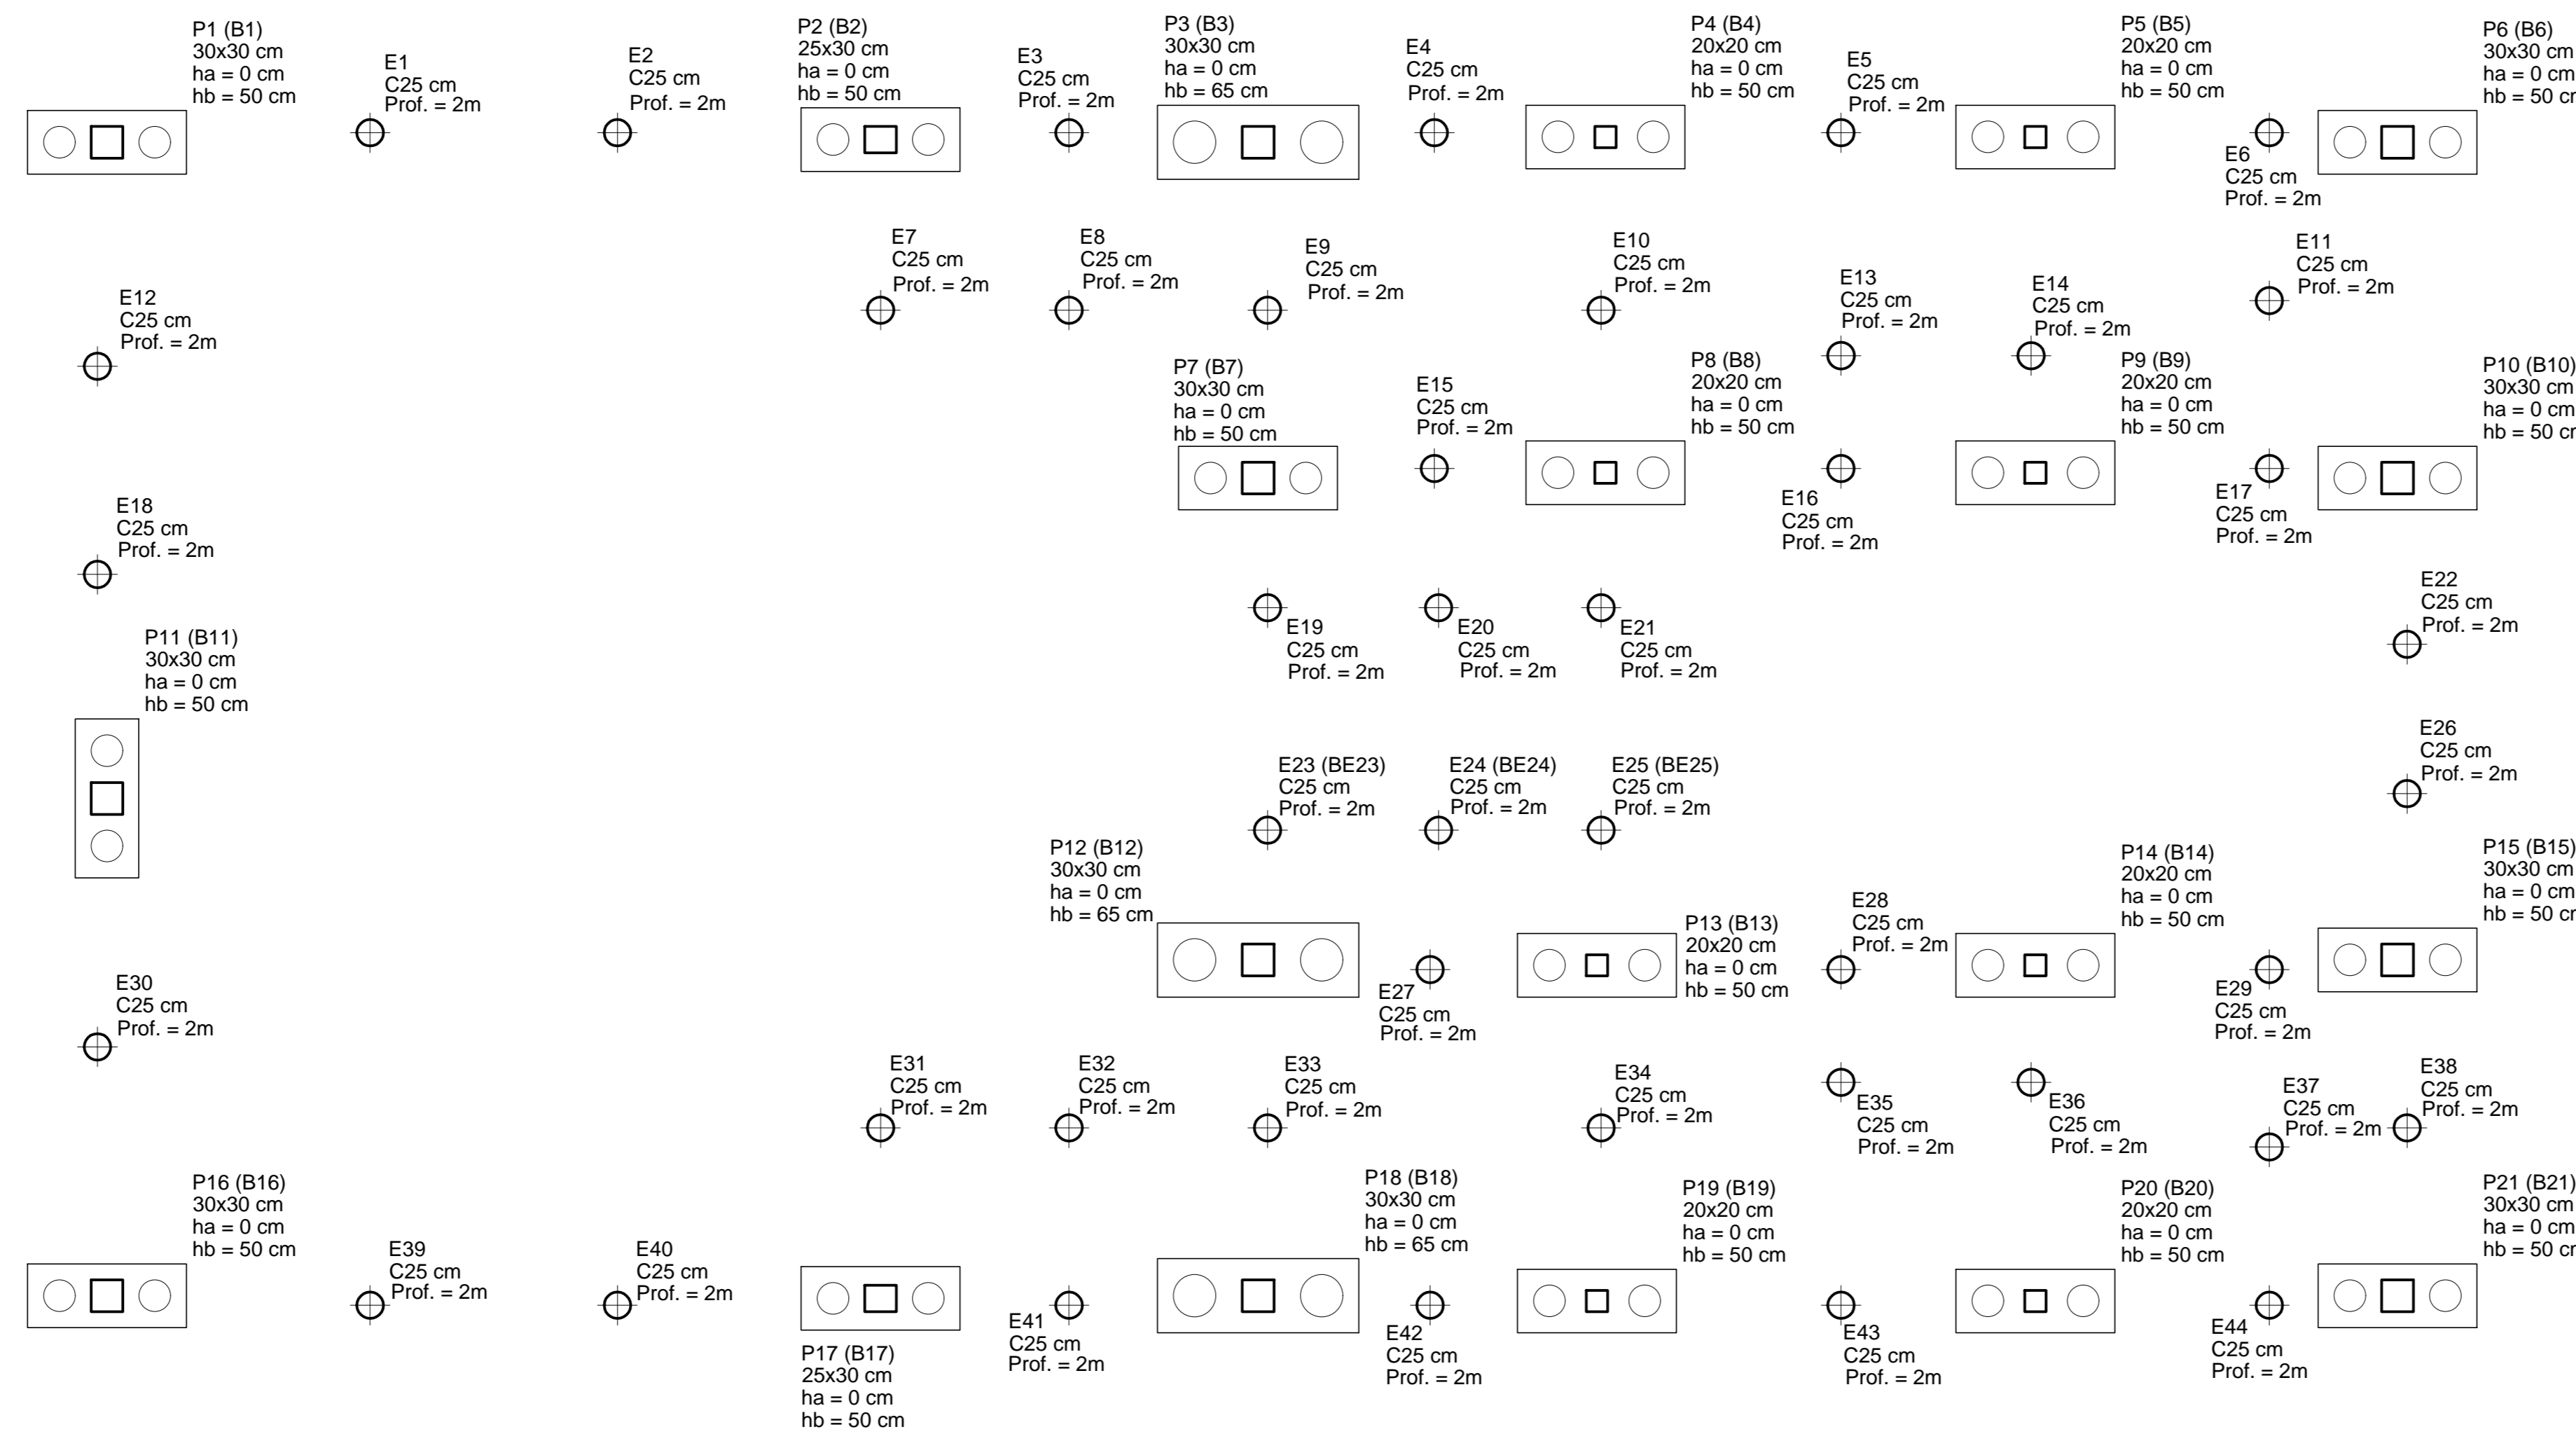 P1 (B1)
30x30 cm
ha = 0 cm
hb = 50 cm
E1
C25 cm
Prof. = 2m
E2
C25 cm
Prof. = 2m
P2 (B2)
25x30 cm
ha = 0 cm
hb = 50 cm
E3
C25 cm
Prof. = 2m
P3 (B3)
30x30 cm
ha = 0 cm
hb = 65 cm
E4
C25 cm
Prof. = 2m
P4 (B4)
20x20 cm
ha = 0 cm
hb = 50 cm
E5
C25 cm
Prof. = 2m
P5 (B5)
20x20 cm
ha = 0 cm
hb = 50 cm
E6
C25 cm
Prof. = 2m
P6 (B6)
30x30 cm
ha = 0 cm
hb = 50 cm
E7
C25 cm
Prof. = 2m
E8
C25 cm
Prof. = 2m
E9
C25 cm
Prof. = 2m
E10
C25 cm
Prof. = 2m
E13
C25 cm
Prof. = 2m
E14
C25 cm
Prof. = 2m
E11
C25 cm
Prof. = 2m
E12
C25 cm
Prof. = 2m
P7 (B7)
30x30 cm
ha = 0 cm
hb = 50 cm
E15
C25 cm
Prof. = 2m
P8 (B8)
20x20 cm
ha = 0 cm
hb = 50 cm
E16
C25 cm
Prof. = 2m
P9 (B9)
20x20 cm
ha = 0 cm
hb = 50 cm
E17
C25 cm
Prof. = 2m
P10 (B10)
30x30 cm
ha = 0 cm
hb = 50 cm
E18
C25 cm
Prof. = 2m
E19
C25 cm
Prof. = 2m
E20
C25 cm
Prof. = 2m
E21
C25 cm
Prof. = 2m
E22
C25 cm
Prof. = 2m
P11 (B11)
30x30 cm
ha = 0 cm
hb = 50 cm
E23 (BE23)
C25 cm
Prof. = 2m
E24 (BE24)
C25 cm
Prof. = 2m
E25 (BE25)
C25 cm
Prof. = 2m
E26
C25 cm
Prof. = 2m
P12 (B12)
30x30 cm
ha = 0 cm
hb = 65 cm
E27
C25 cm
Prof. = 2m
P13 (B13)
20x20 cm
ha = 0 cm
hb = 50 cm
E28
C25 cm
Prof. = 2m
P14 (B14)
20x20 cm
ha = 0 cm
hb = 50 cm
E29
C25 cm
Prof. = 2m
P15 (B15)
30x30 cm
ha = 0 cm
hb = 50 cm
E30
C25 cm
Prof. = 2m
E31
C25 cm
Prof. = 2m
E32
C25 cm
Prof. = 2m
E33
C25 cm
Prof. = 2m
E34
C25 cm
Prof. = 2m
E35
C25 cm
Prof. = 2m
E36
C25 cm
Prof. = 2m
E37
C25 cm
Prof. = 2m
E38
C25 cm
Prof. = 2m
P16 (B16)
30x30 cm
ha = 0 cm
hb = 50 cm
E39
C25 cm
Prof. = 2m
E40
C25 cm
Prof. = 2m
P17 (B17)
25x30 cm
ha = 0 cm
hb = 50 cm
E41
C25 cm
Prof. = 2m
P18 (B18)
30x30 cm
ha = 0 cm
hb = 65 cm
E42
C25 cm
Prof. = 2m
P19 (B19)
20x20 cm
ha = 0 cm
hb = 50 cm
E43
C25 cm
Prof. = 2m
P20 (B20)
20x20 cm
ha = 0 cm
hb = 50 cm
E44
C25 cm
Prof. = 2m
P21 (B21)
30x30 cm
ha = 0 cm
hb = 50 cm